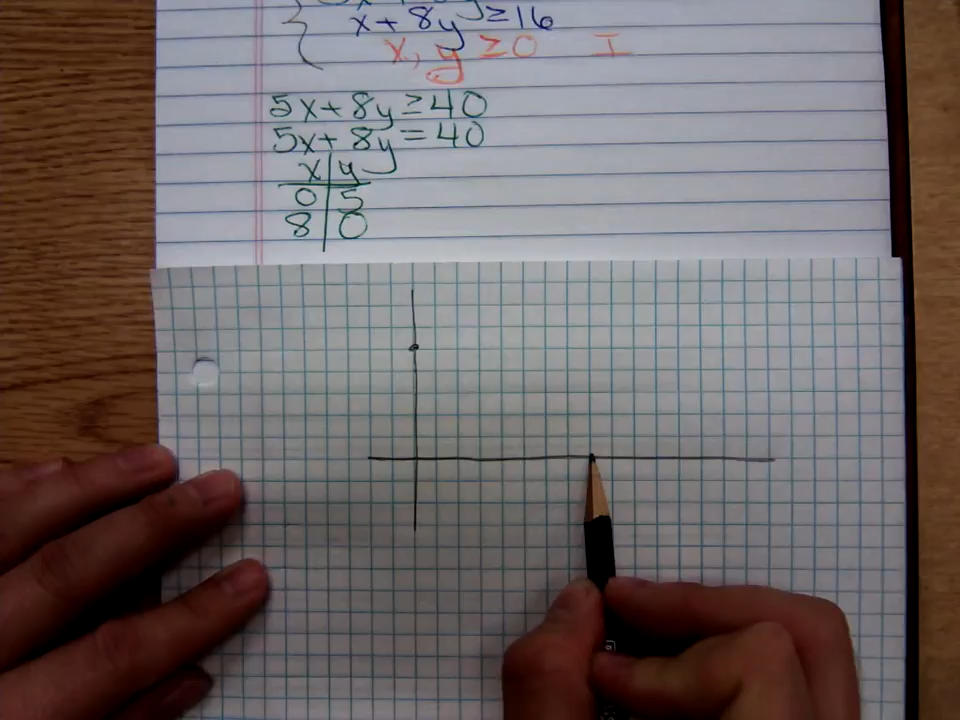 x + 8y ≥ 16
x, y ≥ 0 I
5x + 8y ≥ 40
5x + 8y = 40
x | y
0 | 5
8 | 0